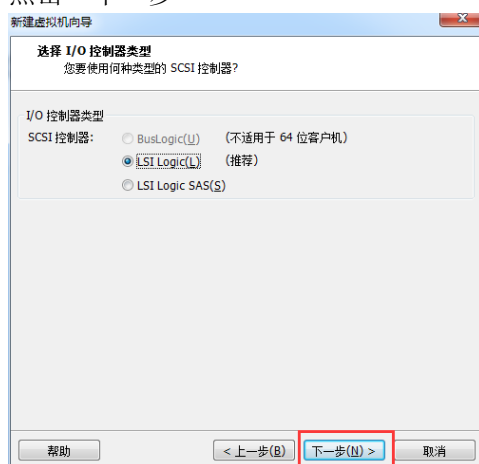 新建虚拟机向导
选择 I/O 控制器类型
您要使用何种类型的 SCSI 控制器?
I/O 控制器类型
SCSI 控制器:
BusLogic(U) (不适用于 64 位客户机)
LSI Logic(L) (推荐)
LSI Logic SAS(S)
帮助 < 上一步(B) 下一步(N) > 取消